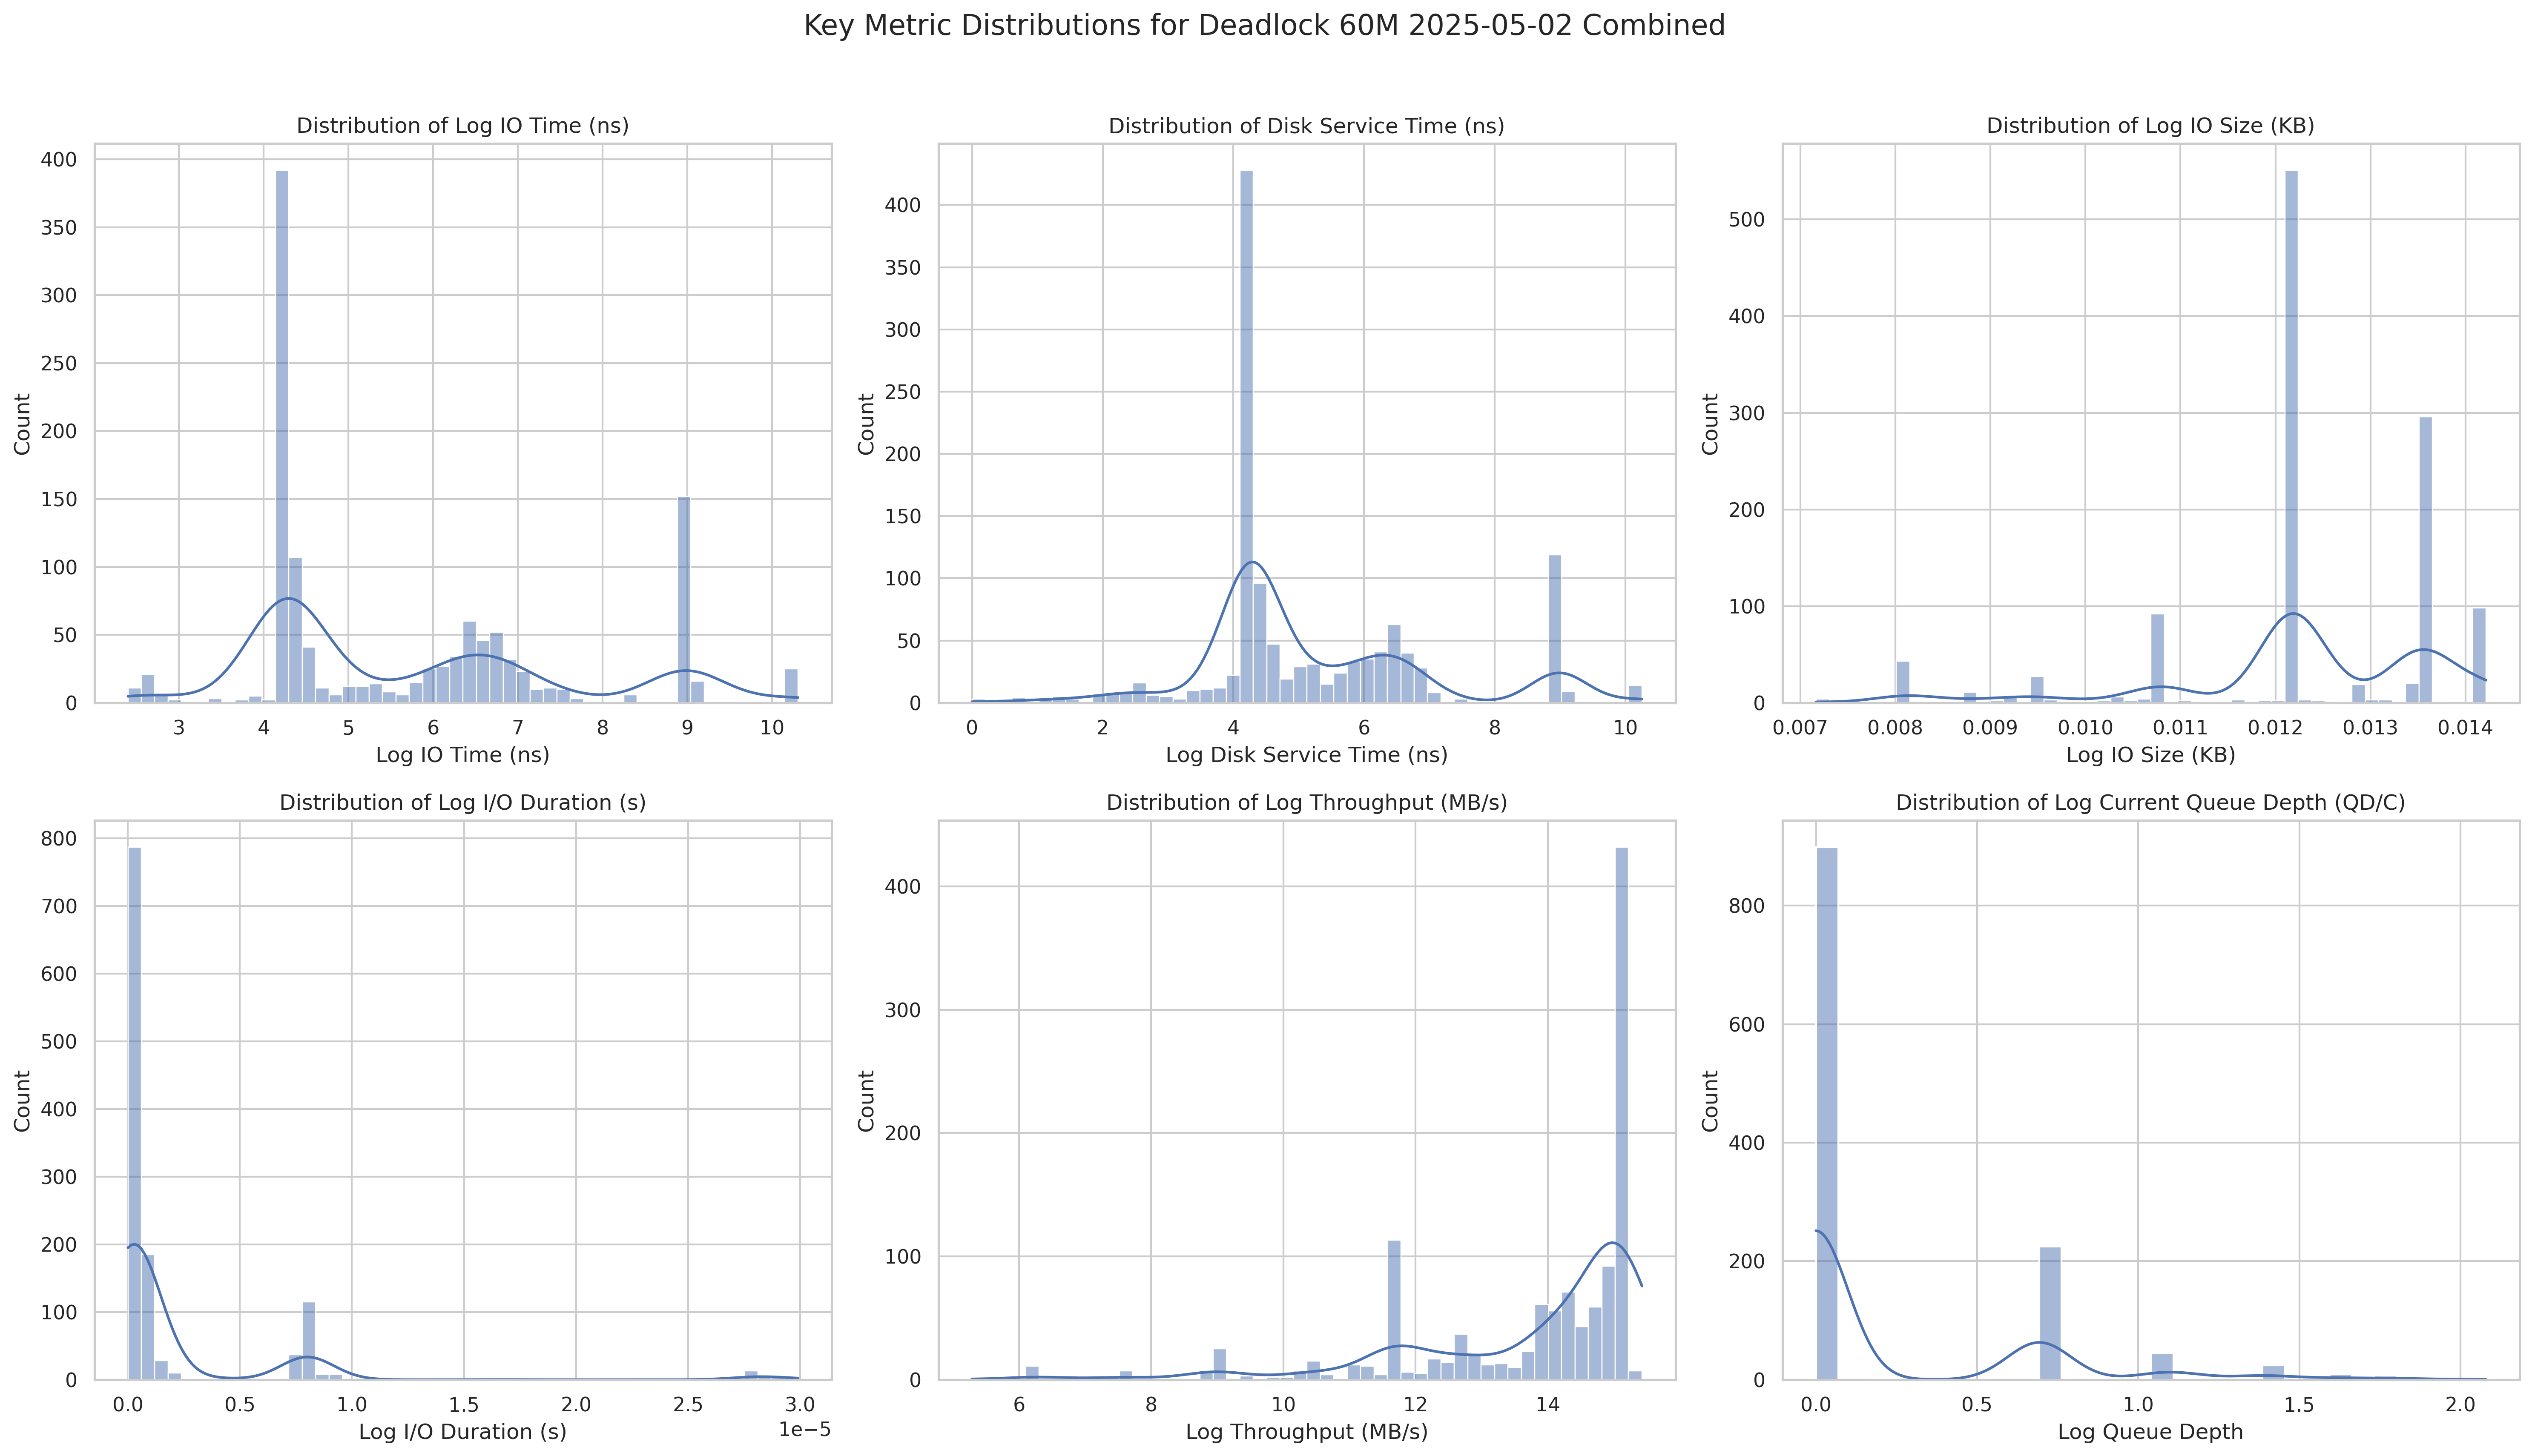 Key Metric Distributions for Deadlock 60M 2025-05-02 Combined
Distribution of Log IO Time (ns)
400
350
300
250
200
150
100
50
0
Count
3 4 5 6 7 8 9 10
Log IO Time (ns)
Distribution of Disk Service Time (ns)
400
350
300
250
200
150
100
50
0
Count
0 2 4 6 8 10
Log Disk Service Time (ns)
Distribution of Log IO Size (KB)
500
400
300
200
100
0
Count
0.007 0.008 0.009 0.010 0.011 0.012 0.013 0.014
Log IO Size (KB)
Distribution of Log I/O Duration (s)
800
700
600
500
400
300
200
100
0
Count
0.0 0.5 1.0 1.5 2.0 2.5 3.0
1e−5
Log I/O Duration (s)
Distribution of Log Throughput (MB/s)
400
300
200
100
0
Count
6 8 10 12 14
Log Throughput (MB/s)
Distribution of Log Current Queue Depth (QD/C)
800
600
400
200
0
Count
0.0 0.5 1.0 1.5 2.0
Log Queue Depth